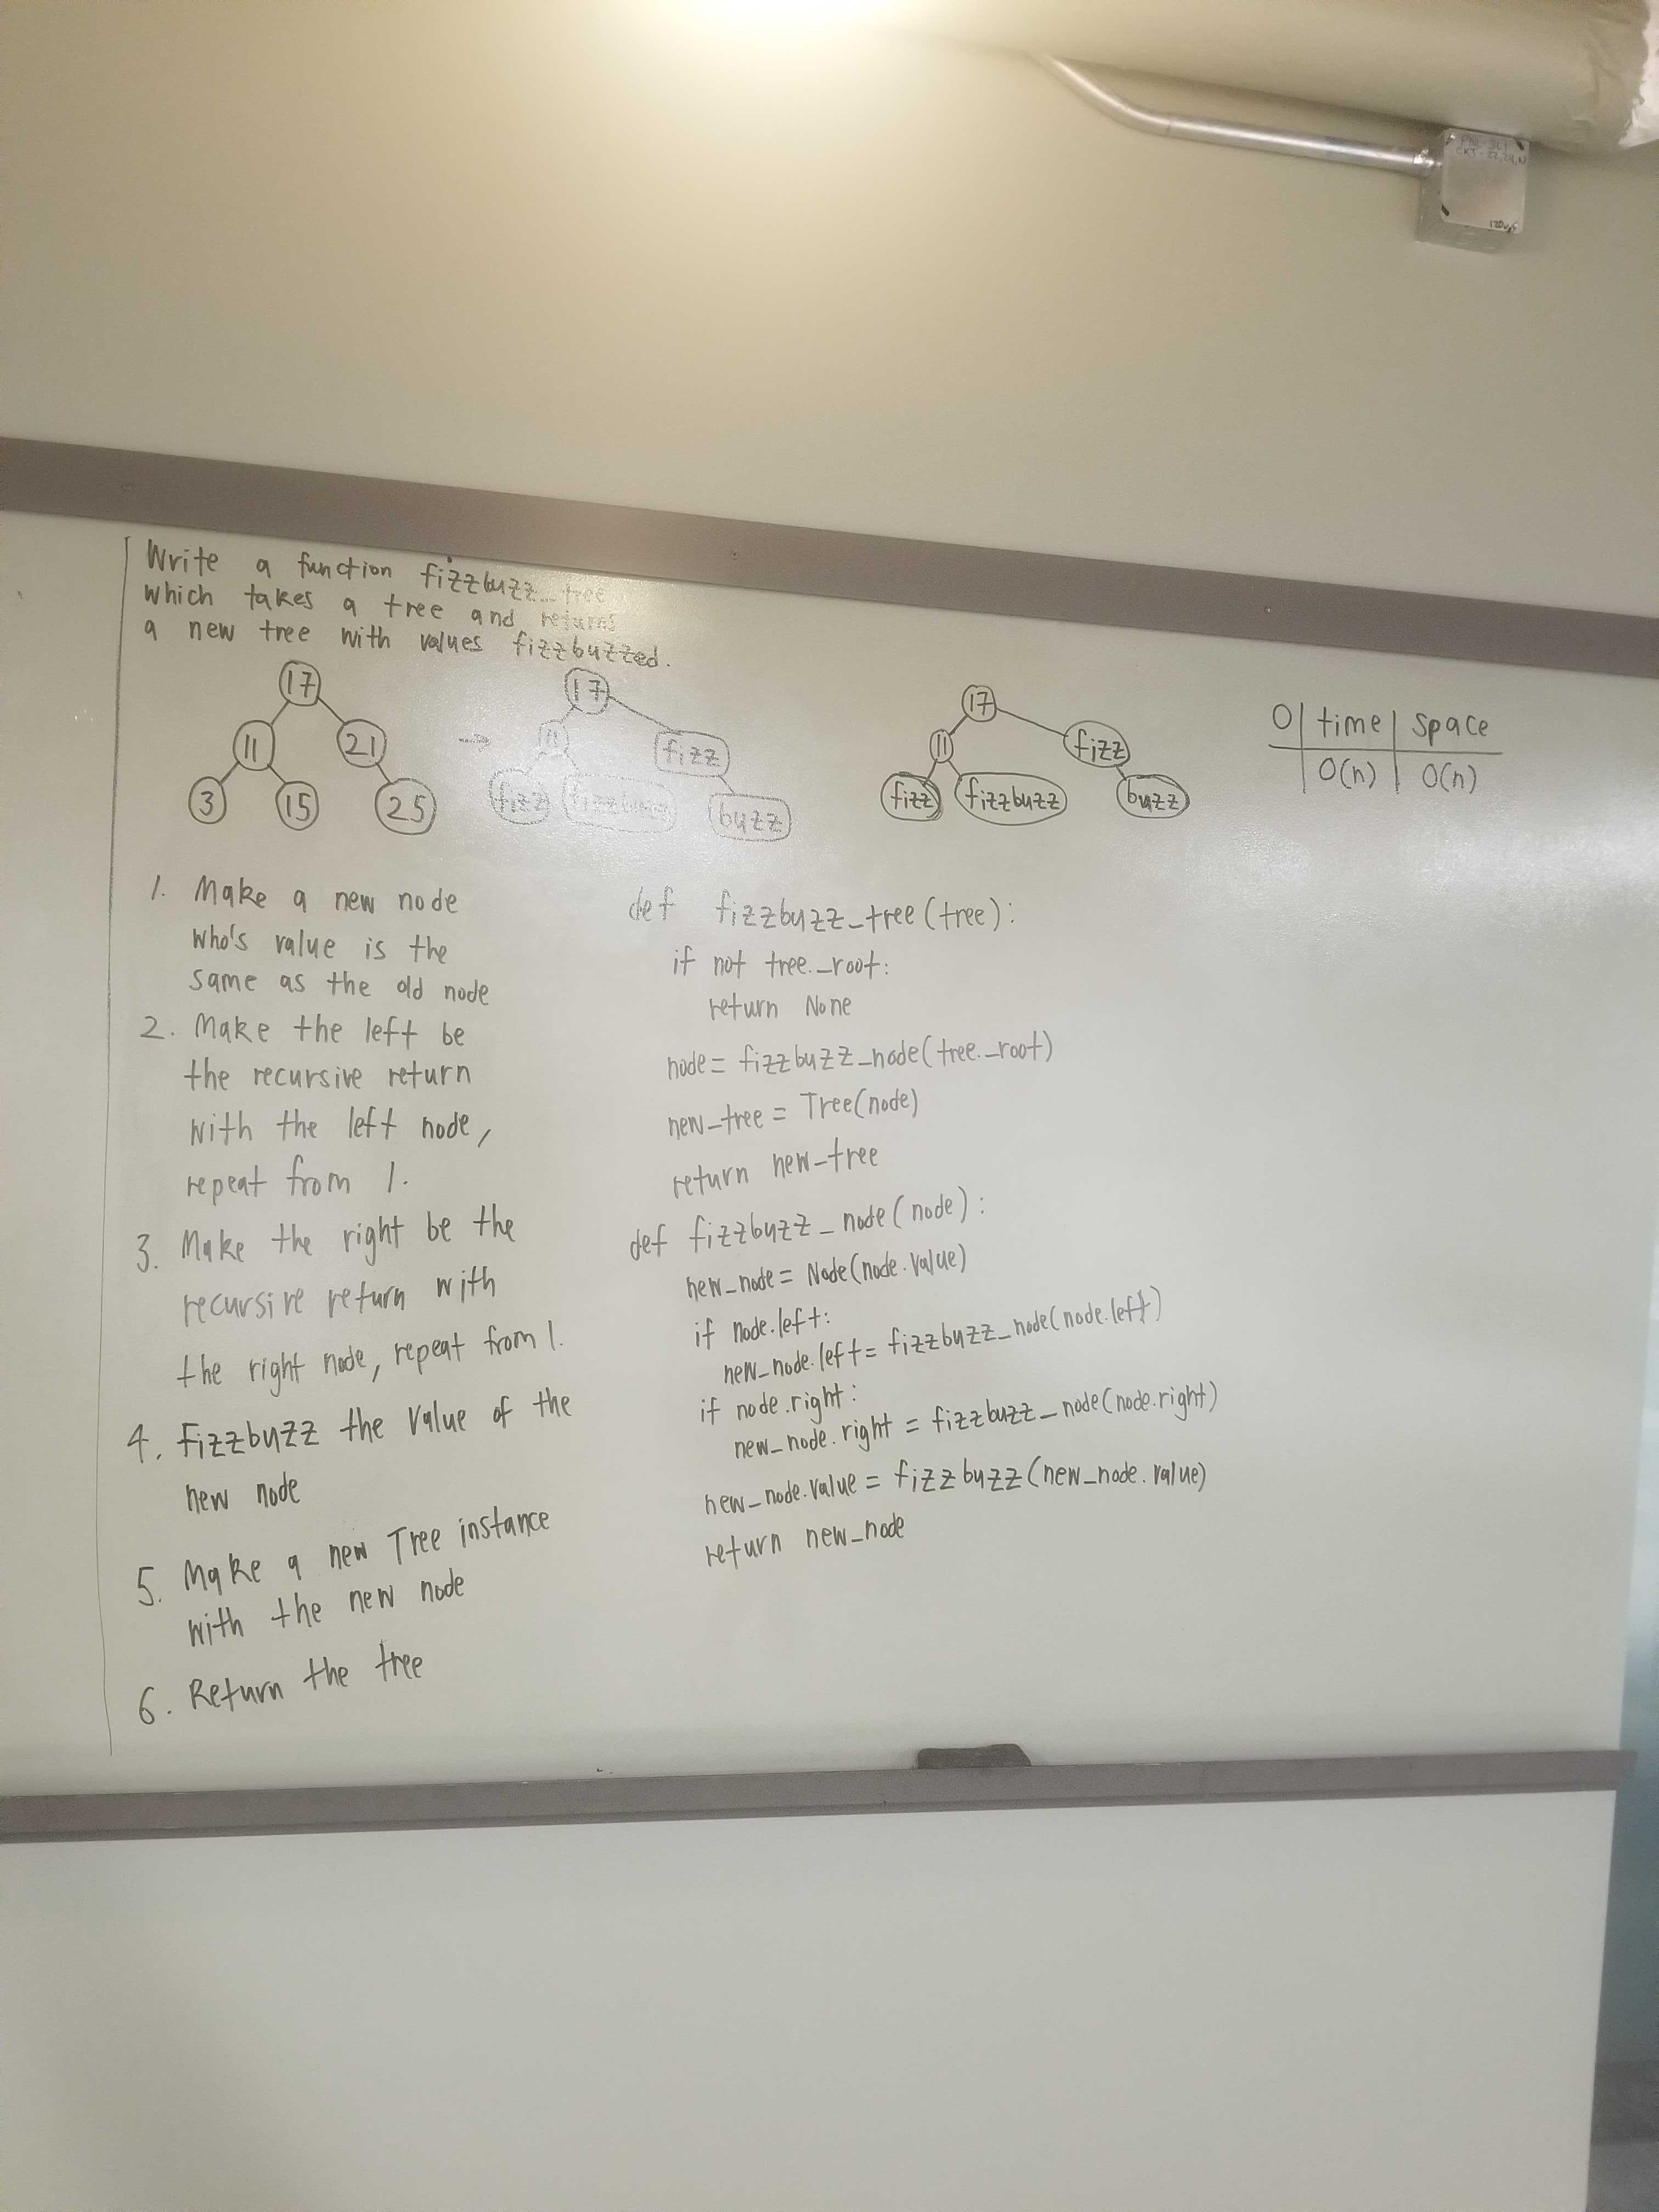 Write a function fizzbuzz_tree
which takes a tree and returns
a new tree with values fizzbuzzed.
17
11 21
3 15 25
→
17
11 fizz
fizz fizzbuzz buzz
17
11 fizz
fizz fizzbuzz buzz
O | time | space
O(n) | O(n)
1. Make a new node
who's value is the
same as the old node
2. Make the left be
the recursive return
with the left node,
repeat from 1.
3. Make the right be the
recursive return with
the right node, repeat from 1.
4. Fizzbuzz the value of the
new node
5. Make a new Tree instance
with the new node
6. Return the tree
def fizzbuzz_tree(tree):
if not tree._root:
return None
node = fizzbuzz_node(tree._root)
new_tree = Tree(node)
return new_tree
def fizzbuzz_node(node):
new_node = Node(node.value)
if node.left:
new_node.left = fizzbuzz_node(node.left)
if node.right:
new_node.right = fizzbuzz_node(node.right)
new_node.value = fizzbuzz(new_node.value)
return new_node